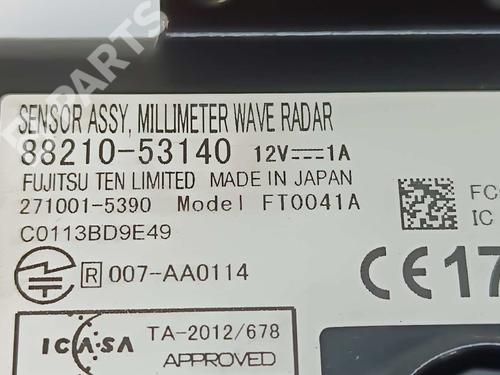 B-PARTS
SENSOR ASSY, MILLIMETER WAVE RADAR
88210-53140 12V⎓1A
FUJITSU TEN LIMITED MADE IN JAPAN
271001-5390 Model FT0041A
C0113BD9E49
FC
IC
R 007-AA0114
CE 17
ICASA TA-2012/678
APPROVED